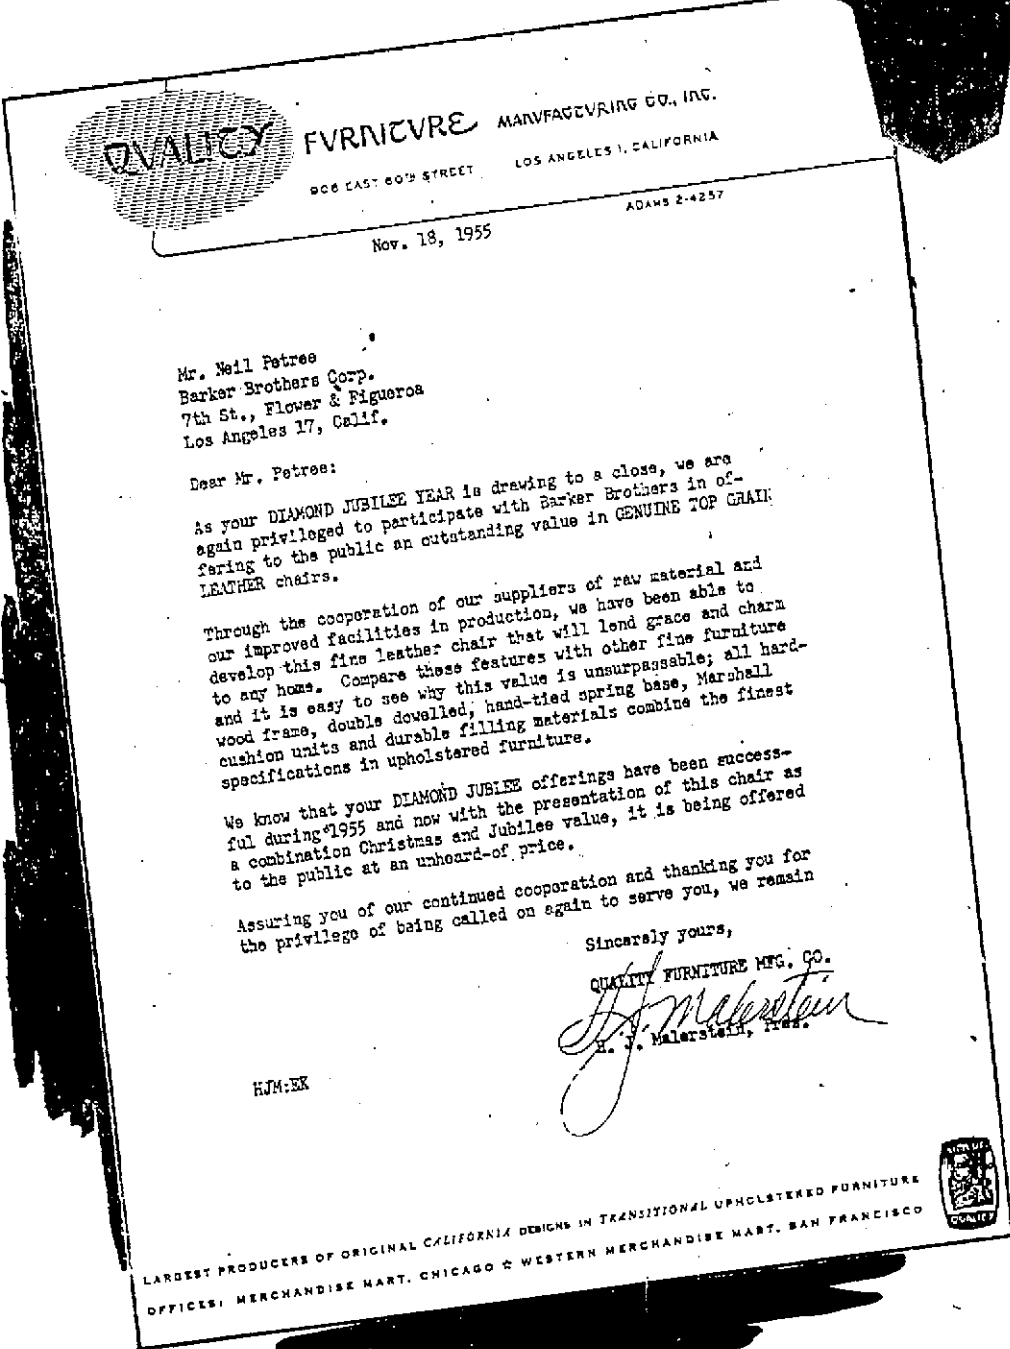 QVALITY FVRNITVRE MANVFACTVRING CO., INC.
906 EAST 60TH STREET LOS ANGELES 1, CALIFORNIA
ADAMS 2-4257
Nov. 18, 1955
Mr. Neil Petree
Barker Brothers Corp.
7th St., Flower & Figueroa
Los Angeles 17, Calif.
Dear Mr. Petree:
As your DIAMOND JUBILEE YEAR is drawing to a close, we are
again privileged to participate with Barker Brothers in of-
fering to the public an outstanding value in GENUINE TOP GRAIN
LEATHER chairs.
Through the cooperation of our suppliers of raw material and
our improved facilities in production, we have been able to
develop this fine leather chair that will lend grace and charm
to any home. Compare these features with other fine furniture
and it is easy to see why this value is unsurpassable; all hard-
wood frame, double dowelled, hand-tied spring base, Marshall
cushion units and durable filling materials combine the finest
specifications in upholstered furniture.
We know that your DIAMOND JUBLEE offerings have been success-
ful during 1955 and now with the presentation of this chair as
a combination Christmas and Jubilee value, it is being offered
to the public at an unheard-of price.
Assuring you of our continued cooperation and thanking you for
the privilege of being called on again to serve you, we remain
Sincerely yours,
QUALITY FURNITURE MFG. CO.
H J Malerstein
H. J. Malerstein, Pres.
HJM:EK
LARGEST PRODUCERS OF ORIGINAL CALIFORNIA DESIGNS IN TRANSITIONAL UPHOLSTERED FURNITURE
OFFICES: MERCHANDISE MART, CHICAGO ☆ WESTERN MERCHANDISE MART, SAN FRANCISCO
QUALITY